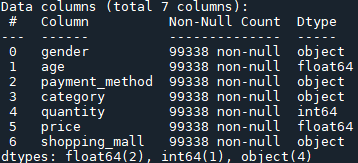 Data columns (total 7 columns):
 #   Column          Non-Null Count  Dtype
---  ------          --------------  -----
 0   gender          99338 non-null  object
 1   age             99338 non-null  float64
 2   payment_method  99338 non-null  object
 3   category        99338 non-null  object
 4   quantity        99338 non-null  int64
 5   price           99338 non-null  float64
 6   shopping_mall   99338 non-null  object
dtypes: float64(2), int64(1), object(4)